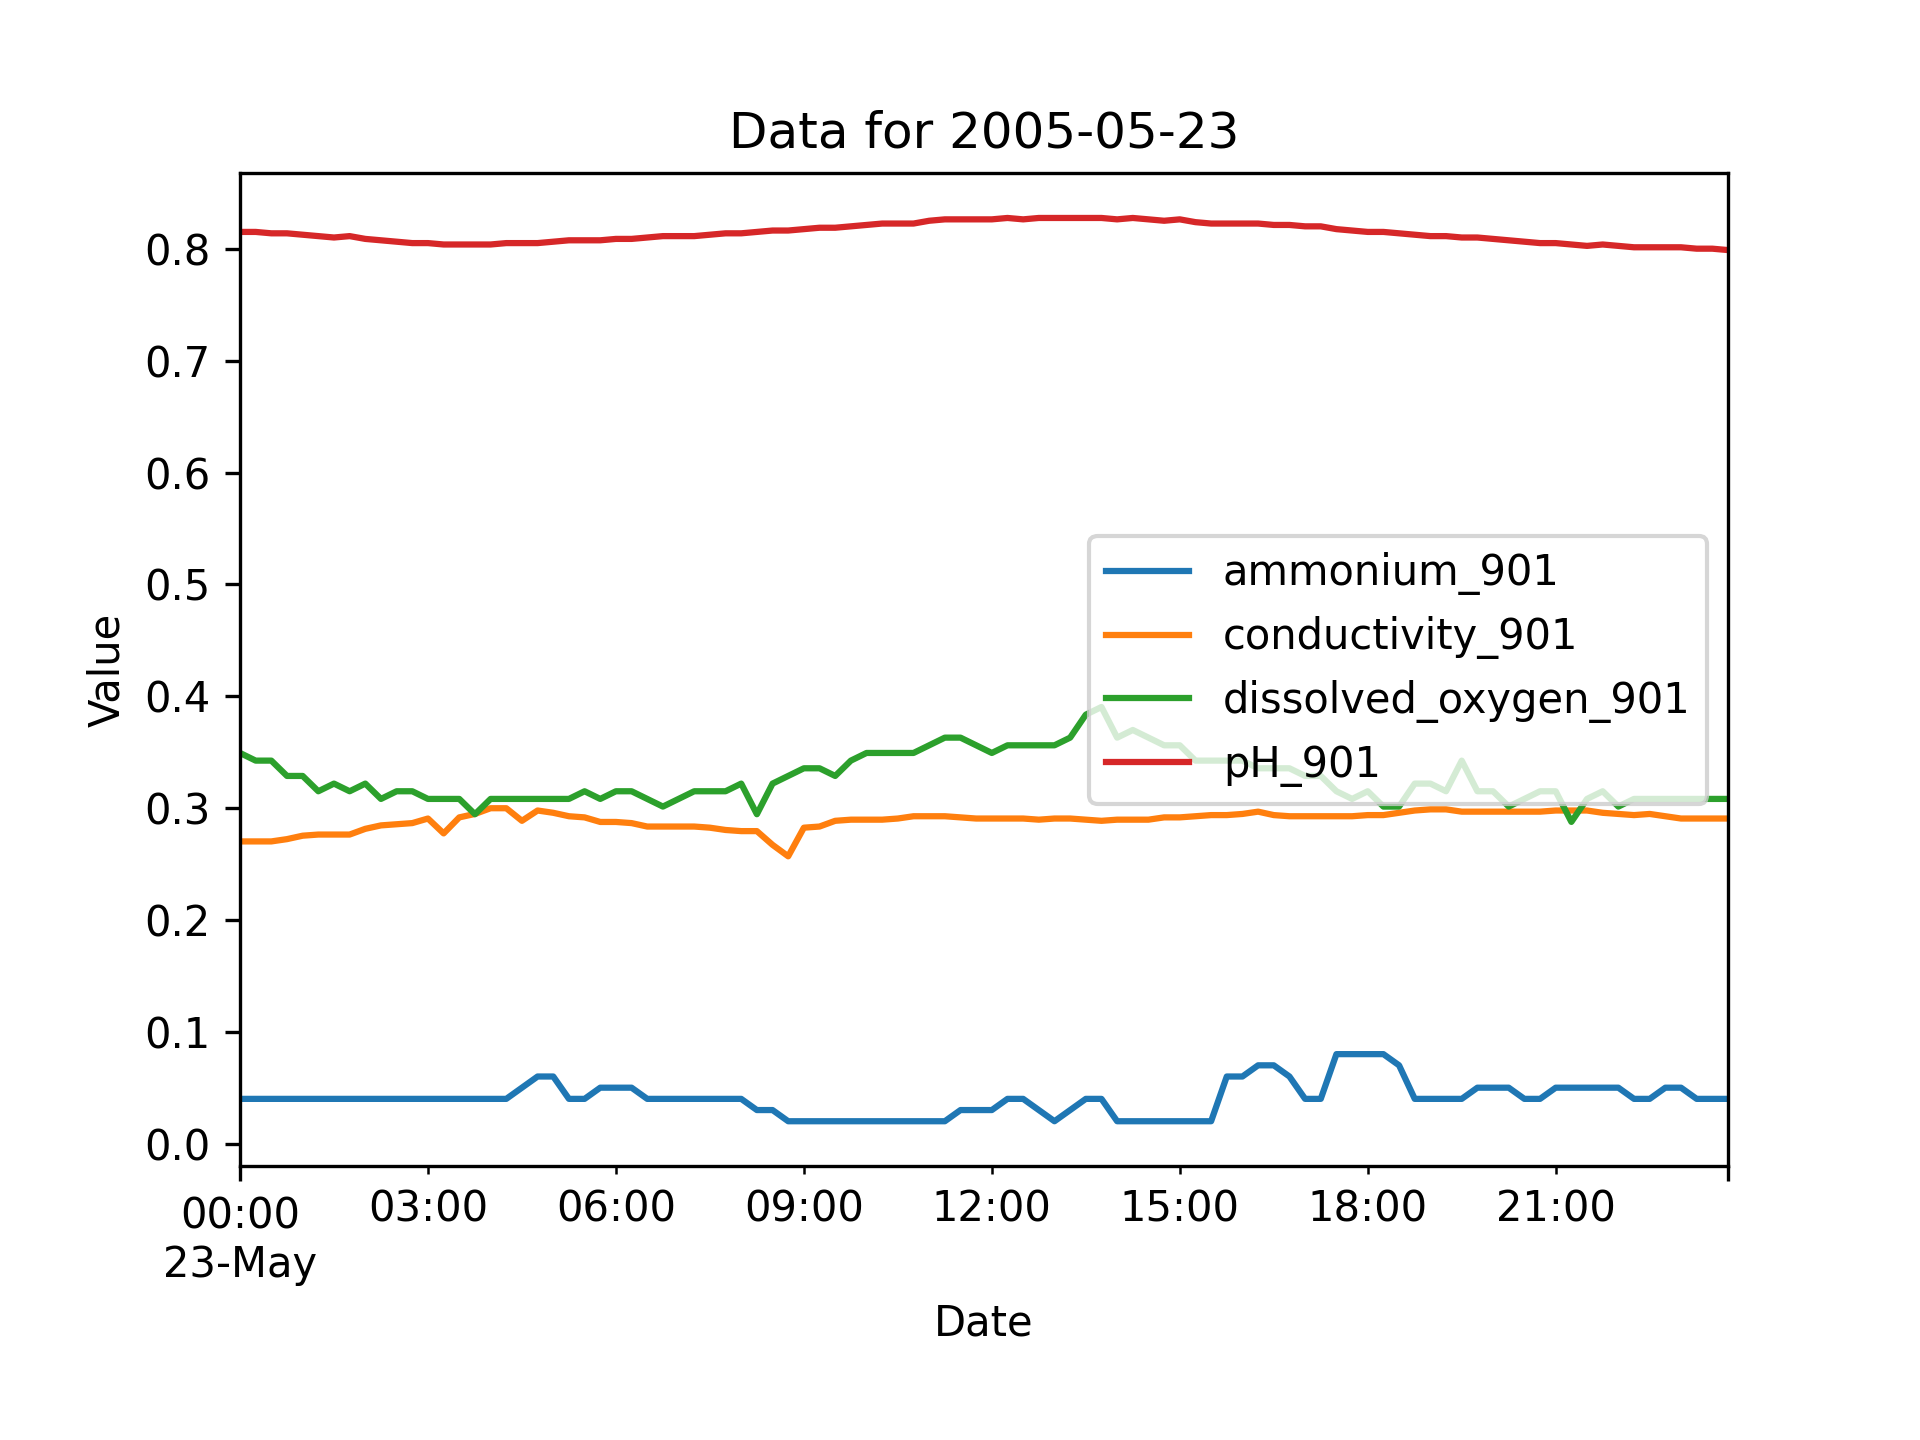 Data for 2005-05-23
Value
0.8
0.7
0.6
0.5
0.4
0.3
0.2
0.1
0.0
ammonium_901
conductivity_901
dissolved_oxygen_901
pH_901
00:00 03:00 06:00 09:00 12:00 15:00 18:00 21:00
23-May
Date